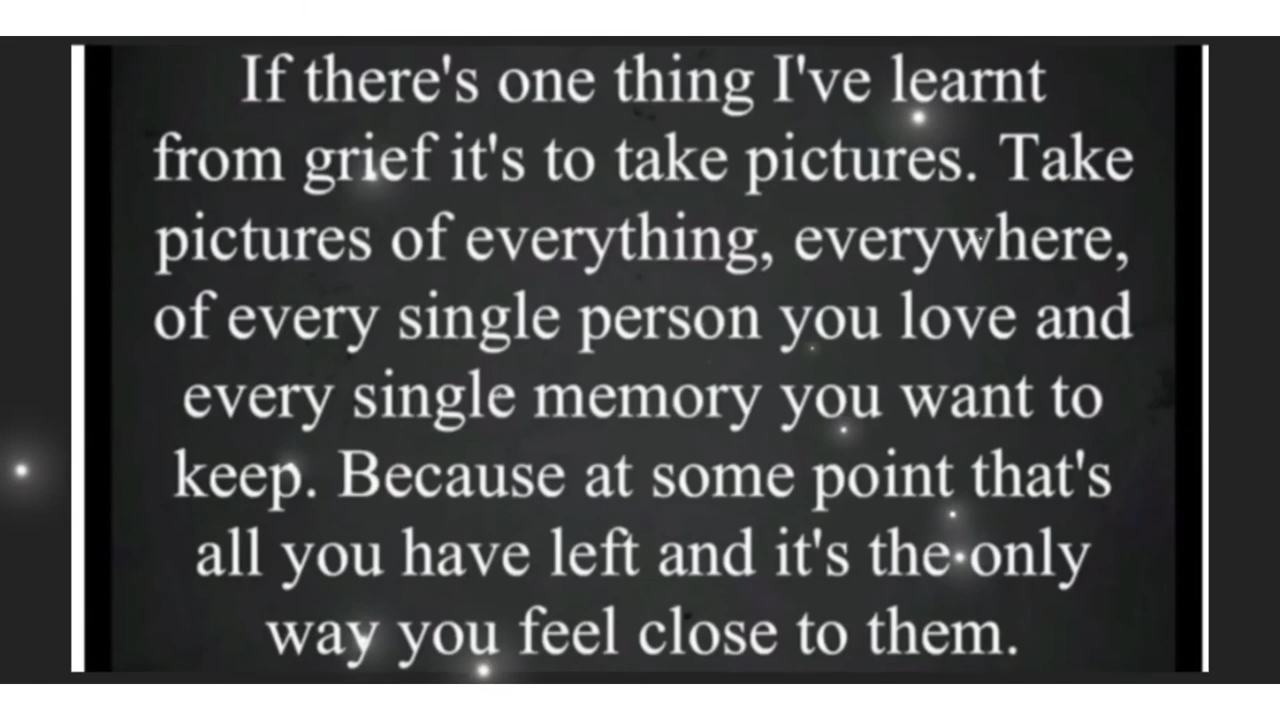 If there's one thing I've learnt
from grief it's to take pictures. Take
pictures of everything, everywhere,
of every single person you love and
every single memory you want to
keep. Because at some point that's
all you have left and it's the only
way you feel close to them.